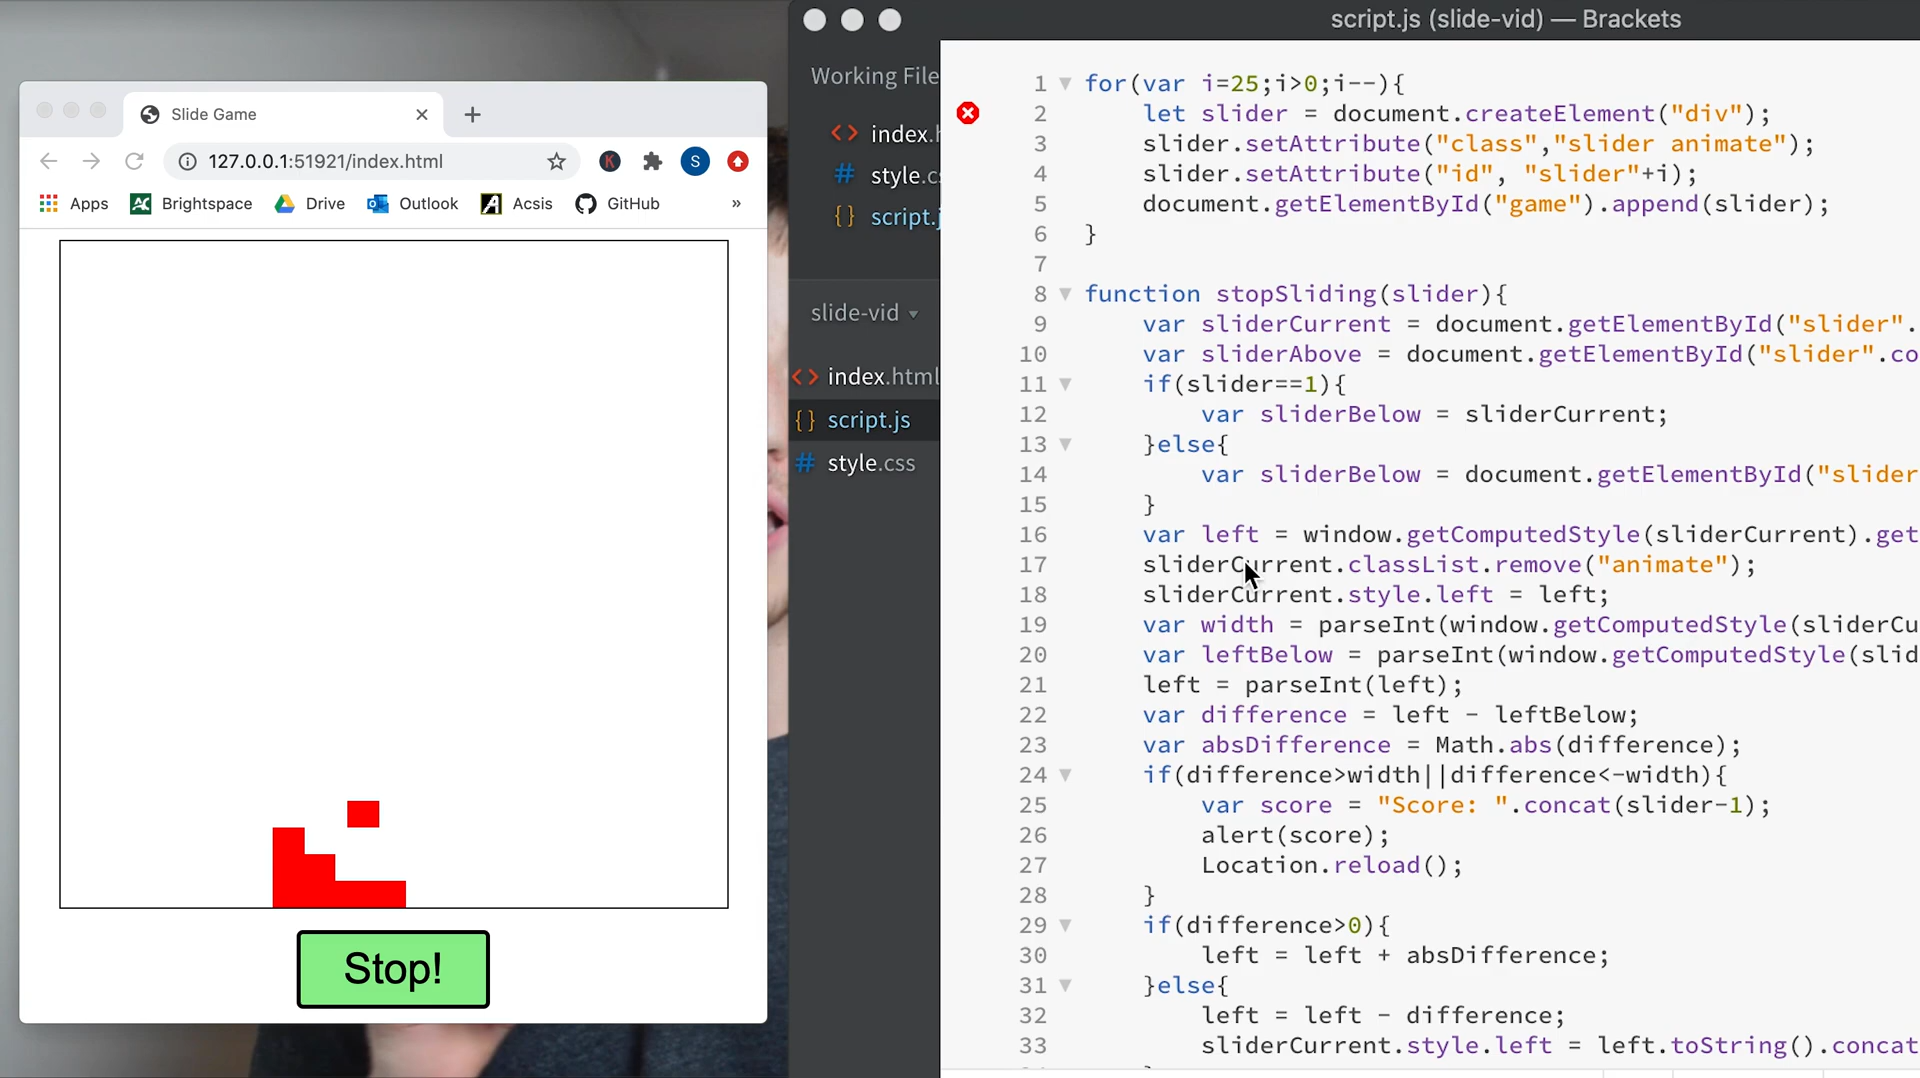 Slide Game
127.0.0.1:51921/index.html
S
Apps Brightspace Drive Outlook Acsis GitHub »
Stop!
script.js (slide-vid) — Brackets
Working File
<> index.h
# style.cs
{} script.j
slide-vid
<> index.html
{} script.js
# style.css
1 for(var i=25;i>0;i--){
2 let slider = document.createElement("div");
3 slider.setAttribute("class","slider animate");
4 slider.setAttribute("id", "slider"+i);
5 document.getElementById("game").append(slider);
6 }
7
8 function stopSliding(slider){
9 var sliderCurrent = document.getElementById("slider".
10 var sliderAbove = document.getElementById("slider".co
11 if(slider==1){
12 var sliderBelow = sliderCurrent;
13 }else{
14 var sliderBelow = document.getElementById("slider
15 }
16 var left = window.getComputedStyle(sliderCurrent).get
17 sliderCurrent.classList.remove("animate");
18 sliderCurrent.style.left = left;
19 var width = parseInt(window.getComputedStyle(sliderCu
20 var leftBelow = parseInt(window.getComputedStyle(slid
21 left = parseInt(left);
22 var difference = left - leftBelow;
23 var absDifference = Math.abs(difference);
24 if(difference>width||difference<-width){
25 var score = "Score: ".concat(slider-1);
26 alert(score);
27 Location.reload();
28 }
29 if(difference>0){
30 left = left + absDifference;
31 }else{
32 left = left - difference;
33 sliderCurrent.style.left = left.toString().concat